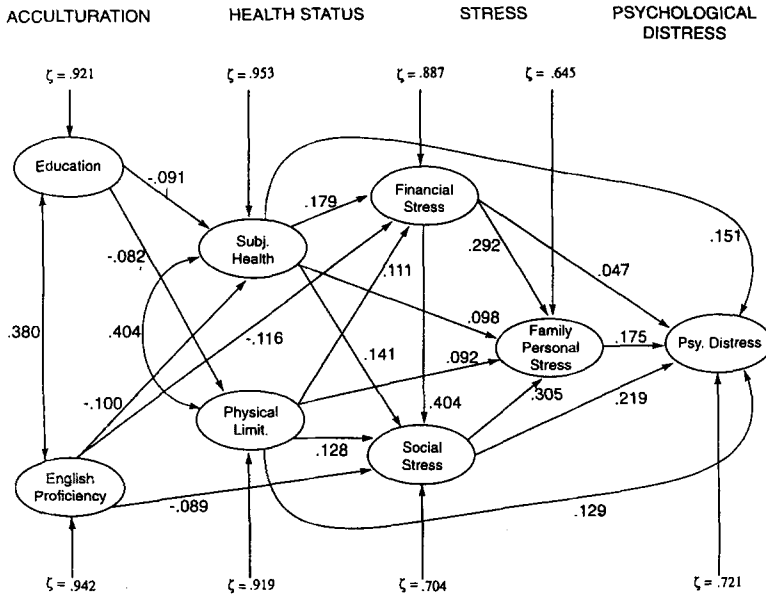 ACCULTURATION
HEALTH STATUS
STRESS
PSYCHOLOGICAL
DISTRESS
ζ = .921
ζ = .953
ζ = .887
ζ = .645
Education
-.091
.179
Financial
Stress
Subj.
Health
-.082
.111
.292
.047
.151
.380
.404
-.116
.098
Family
Personal
Stress
.175
Psy. Distress
.141
.092
-.100
Physical
Limit.
.404
.305
.219
.128
Social
Stress
English
Proficiency
-.089
.129
ζ = .942
ζ = .919
ζ = .704
ζ = .721